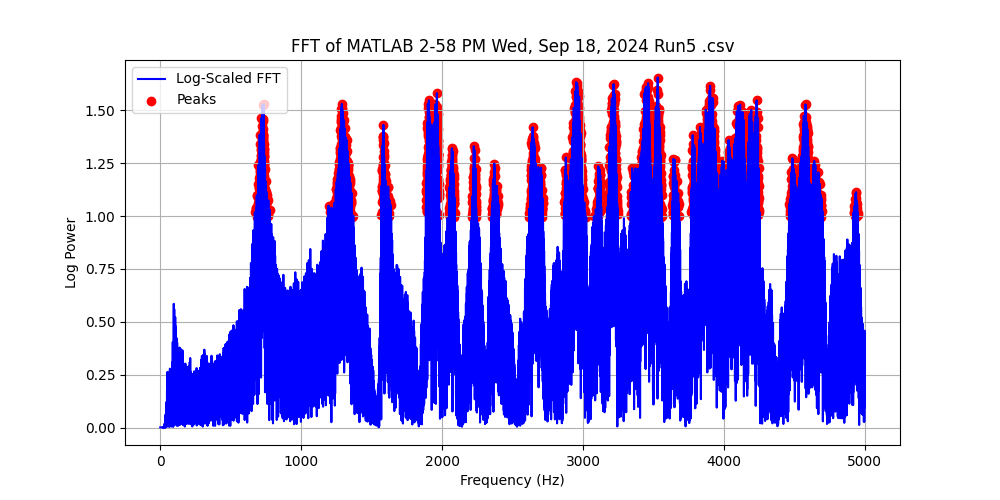 FFT of MATLAB 2-58 PM Wed, Sep 18, 2024 Run5 .csv
Log-Scaled FFT
Peaks
1.50
1.25
1.00
0.75
0.50
0.25
0.00
Log Power
0 1000 2000 3000 4000 5000
Frequency (Hz)